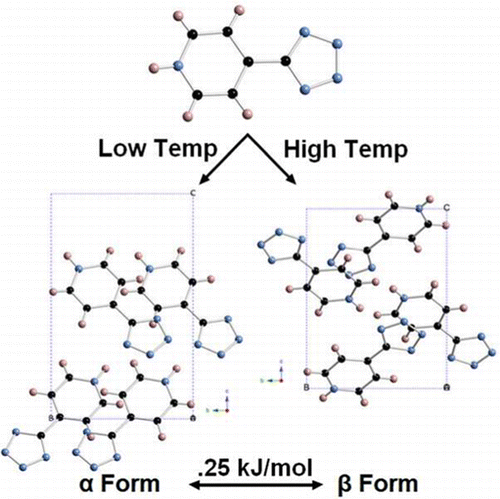 Low Temp High Temp
C C
B
B
.25 kJ/mol
α Form β Form